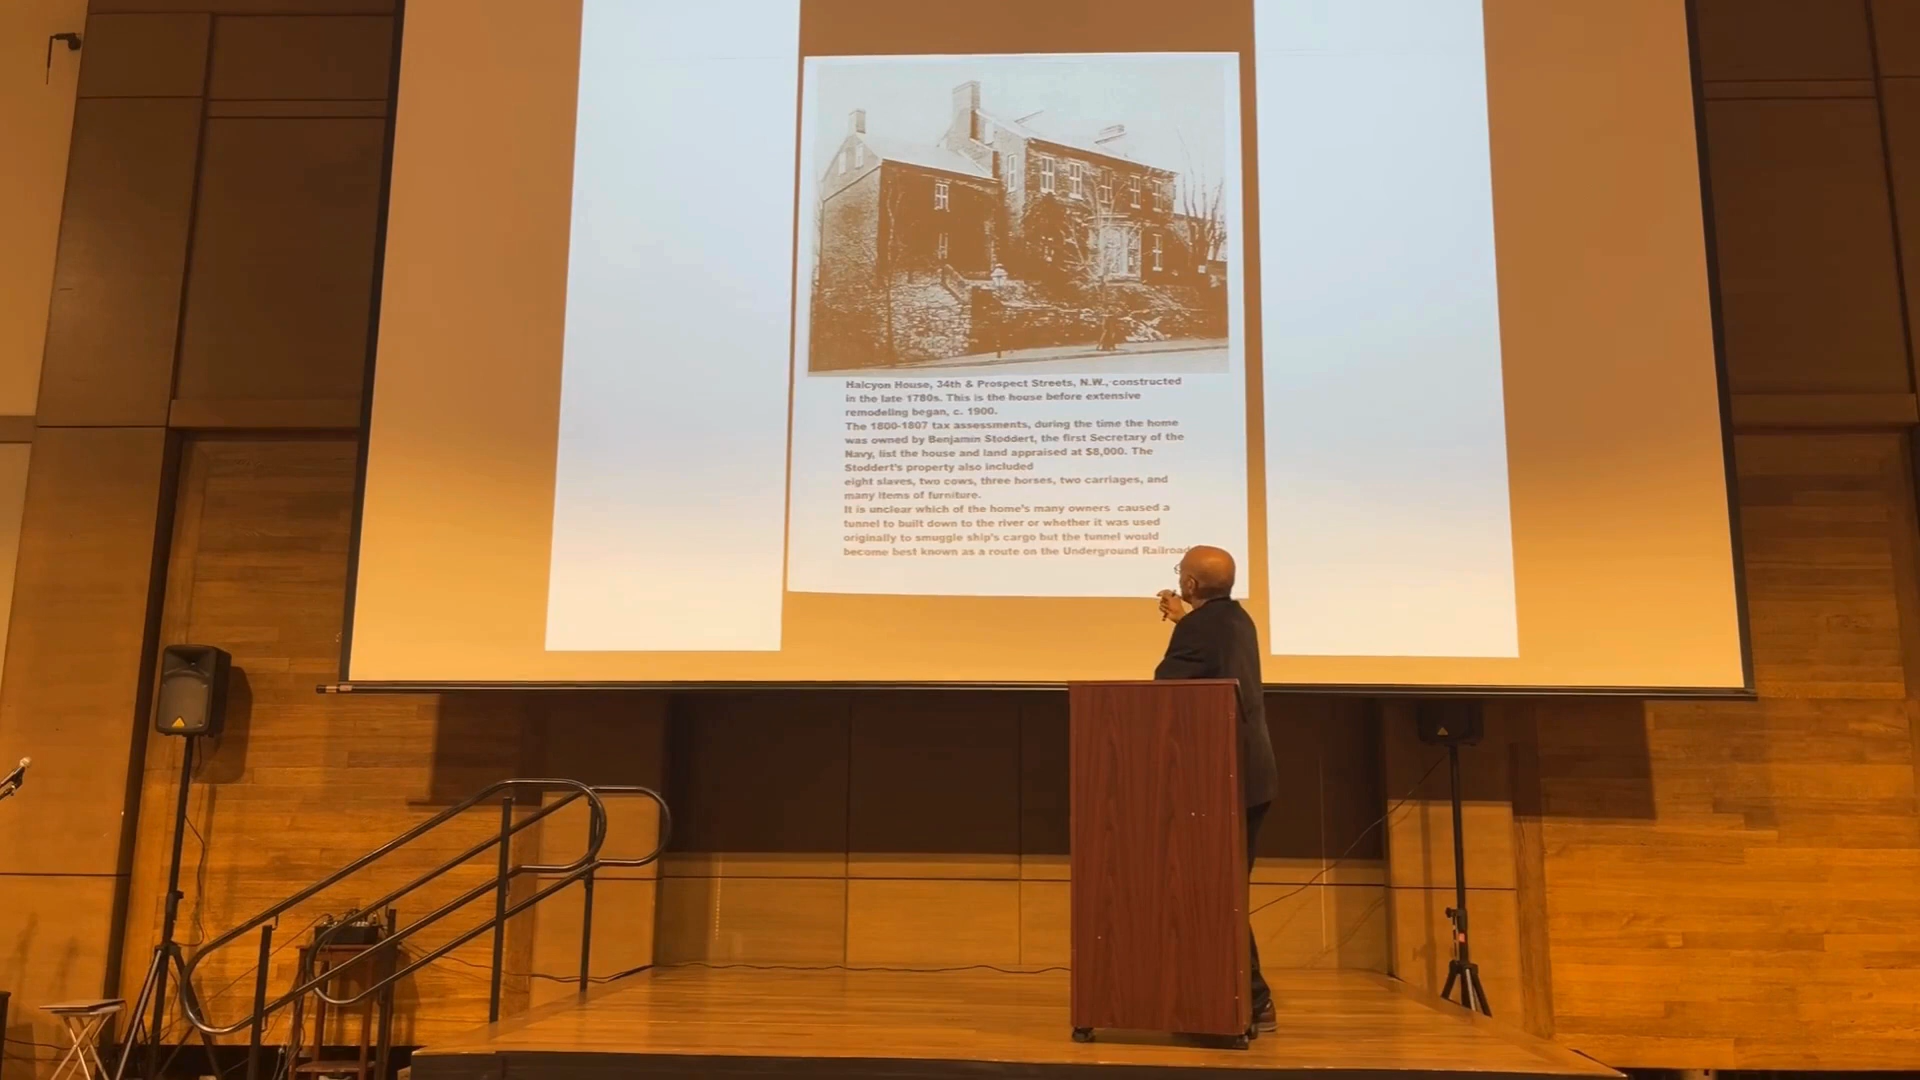 Halcyon House, 34th & Prospect Streets, N.W., constructed
in the late 1780s. This is the house before extensive
remodeling began, c. 1900.
The 1800-1807 tax assessments, during the time the home
was owned by Benjamin Stoddert, the first Secretary of the
Navy, list the house and land appraised at $8,000. The
Stoddert's property also included
eight slaves, two cows, three horses, two carriages, and
many items of furniture.
It is unclear which of the home's many owners caused a
tunnel to built down to the river or whether it was used
originally to smuggle ship's cargo but the tunnel would
become best known as a route on the Underground Railroad